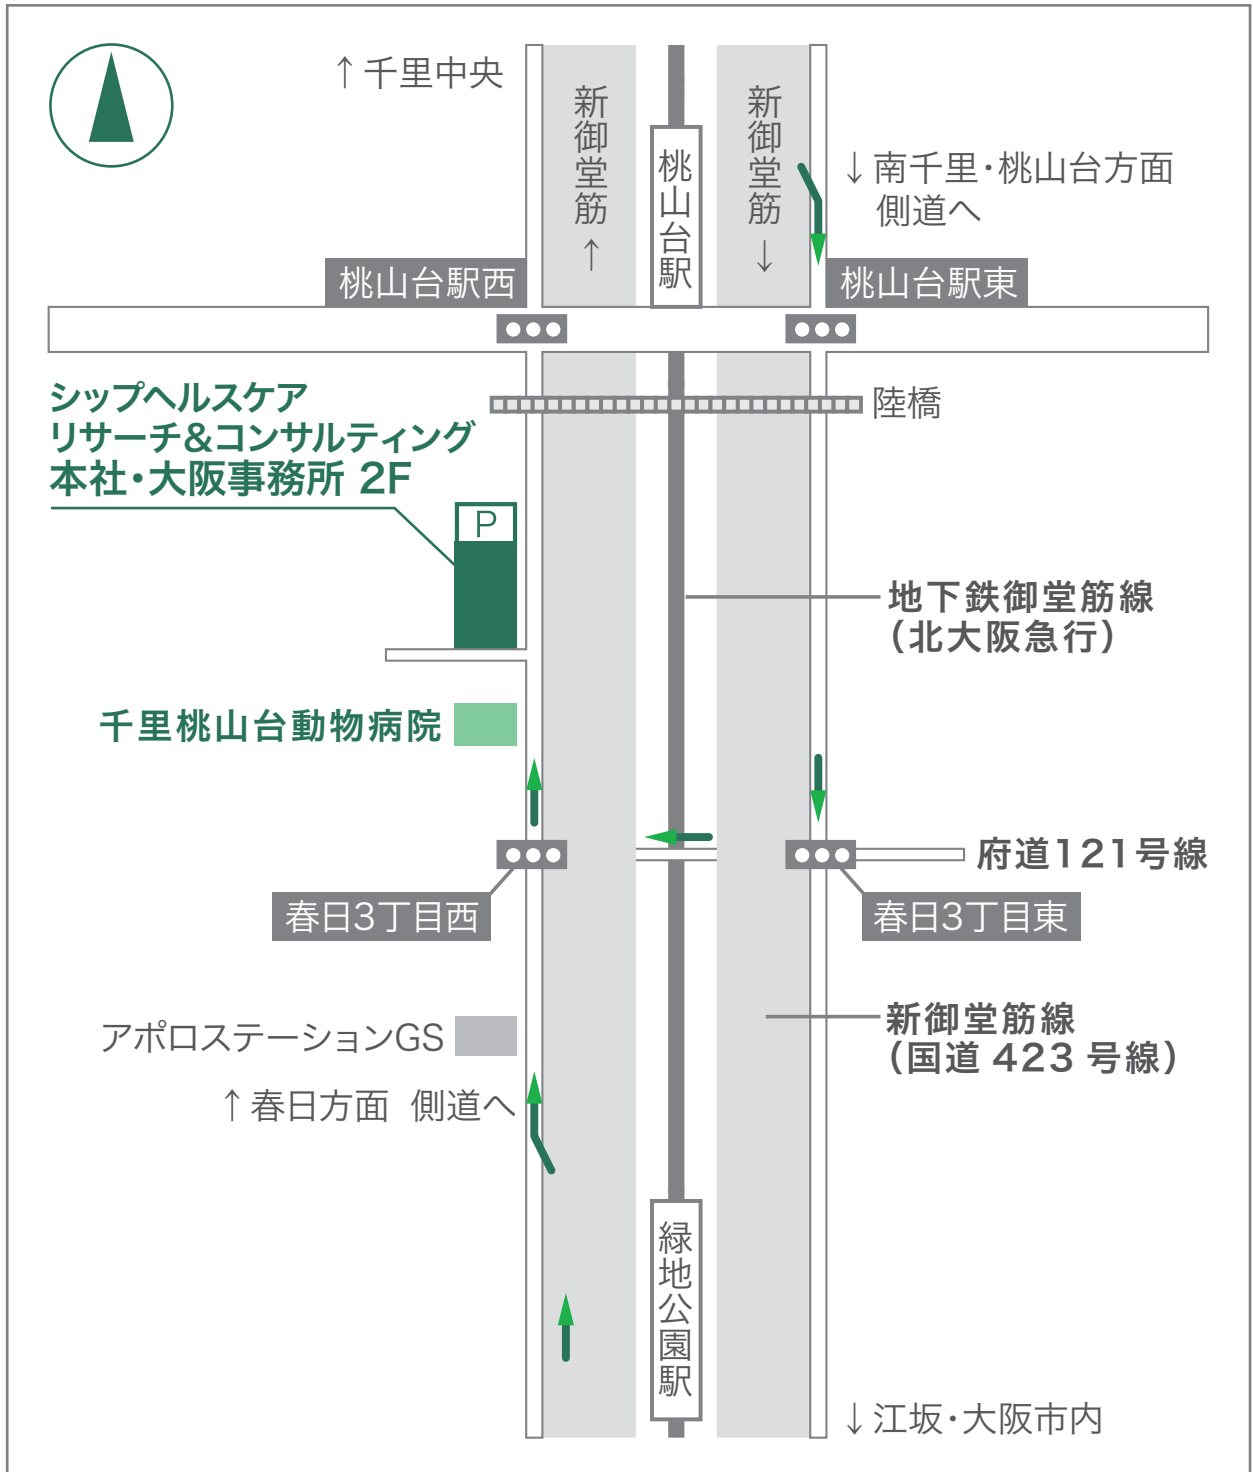 ↑千里中央
新御堂筋↑
桃山台駅
新御堂筋↓
↓南千里・桃山台方面
側道へ
桃山台駅西
桃山台駅東
陸橋
シップヘルスケア
リサーチ&コンサルティング
本社・大阪事務所 2F
P
地下鉄御堂筋線
(北大阪急行)
千里桃山台動物病院
府道121号線
春日3丁目西
春日3丁目東
アポロステーションGS
新御堂筋線
(国道 423 号線)
↑春日方面 側道へ
緑地公園駅
↓江坂・大阪市内